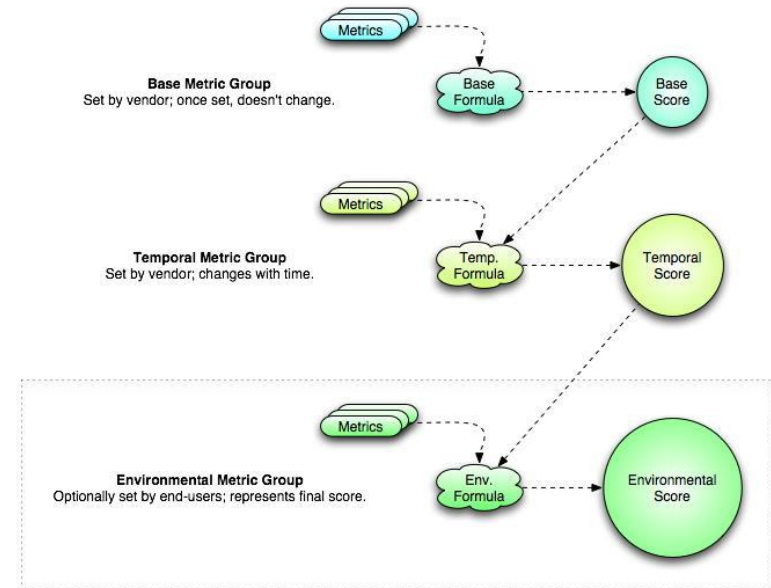 Metrics
Base Metric Group
Set by vendor; once set, doesn't change.
Base
Formula
Base
Score
Metrics
Temporal Metric Group
Set by vendor; changes with time.
Temp.
Formula
Temporal
Score
Metrics
Environmental Metric Group
Optionally set by end-users; represents final score.
Env.
Formula
Environmental
Score